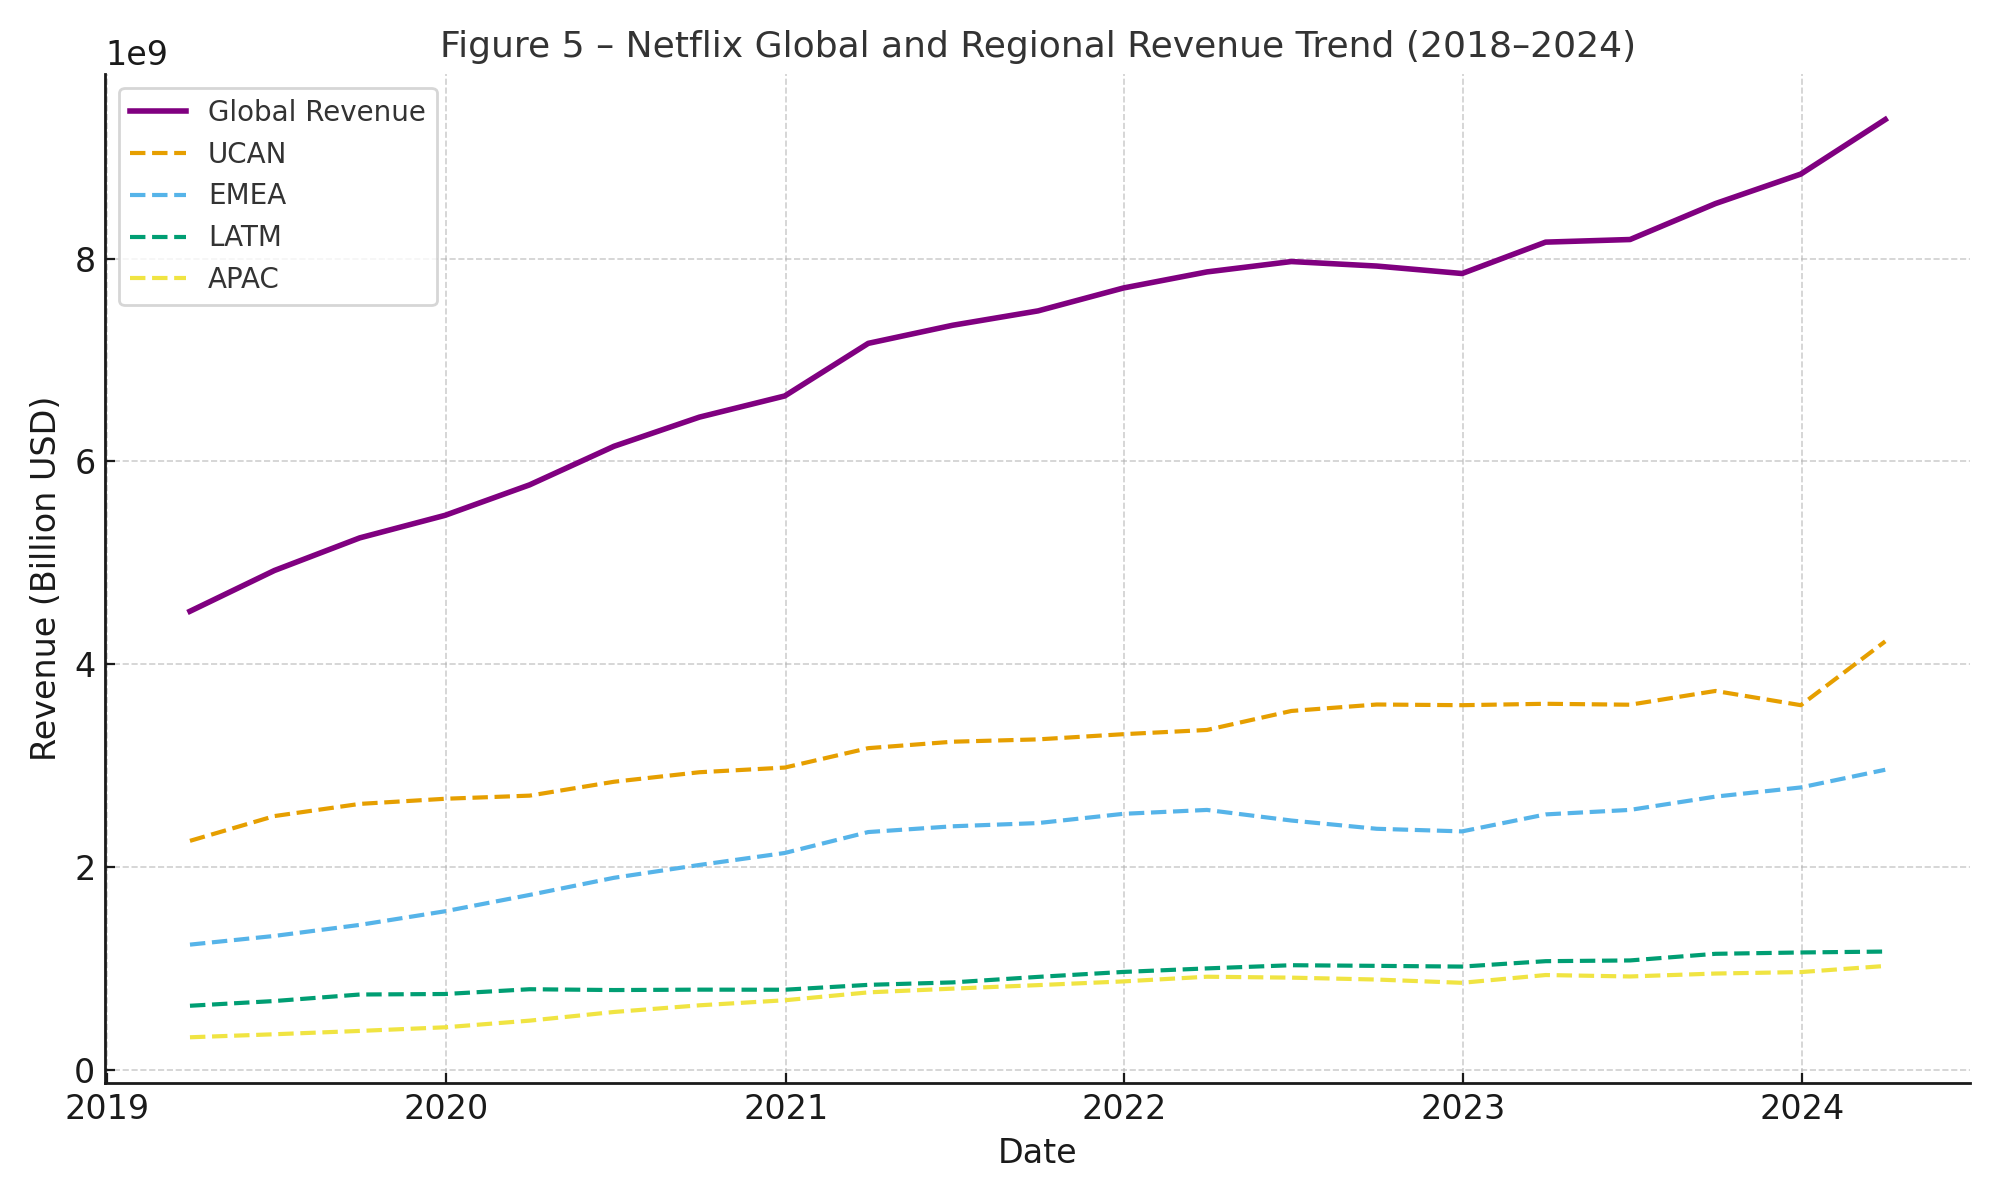 Figure 5 – Netflix Global and Regional Revenue Trend (2018–2024)
1e9
Global Revenue
UCAN
EMEA
LATM
APAC
8
6
4
2
0
Revenue (Billion USD)
2019 2020 2021 2022 2023 2024
Date